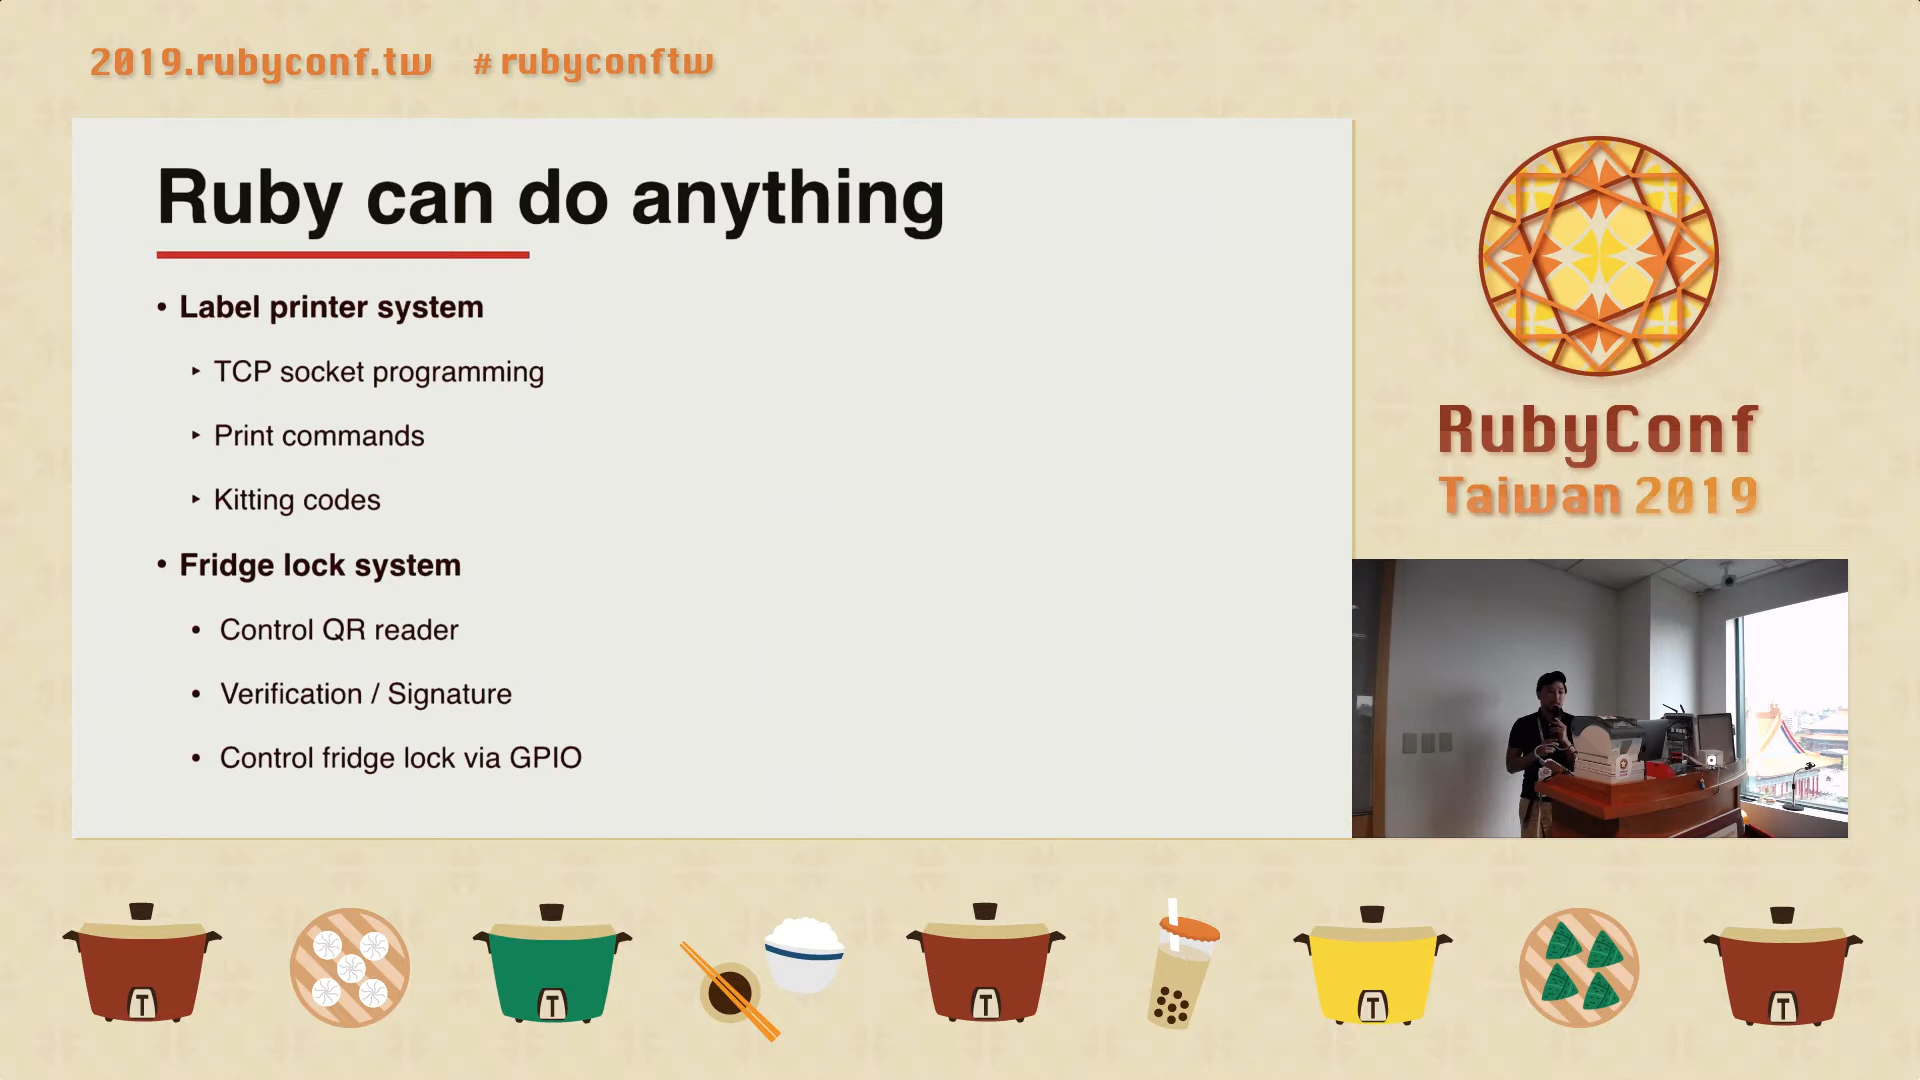 2019.rubyconf.tw # rubyconftw
Ruby can do anything
• Label printer system
‣ TCP socket programming
‣ Print commands
‣ Kitting codes
• Fridge lock system
• Control QR reader
• Verification / Signature
• Control fridge lock via GPIO
RubyConf
Taiwan 2019
T
T
T
T
T